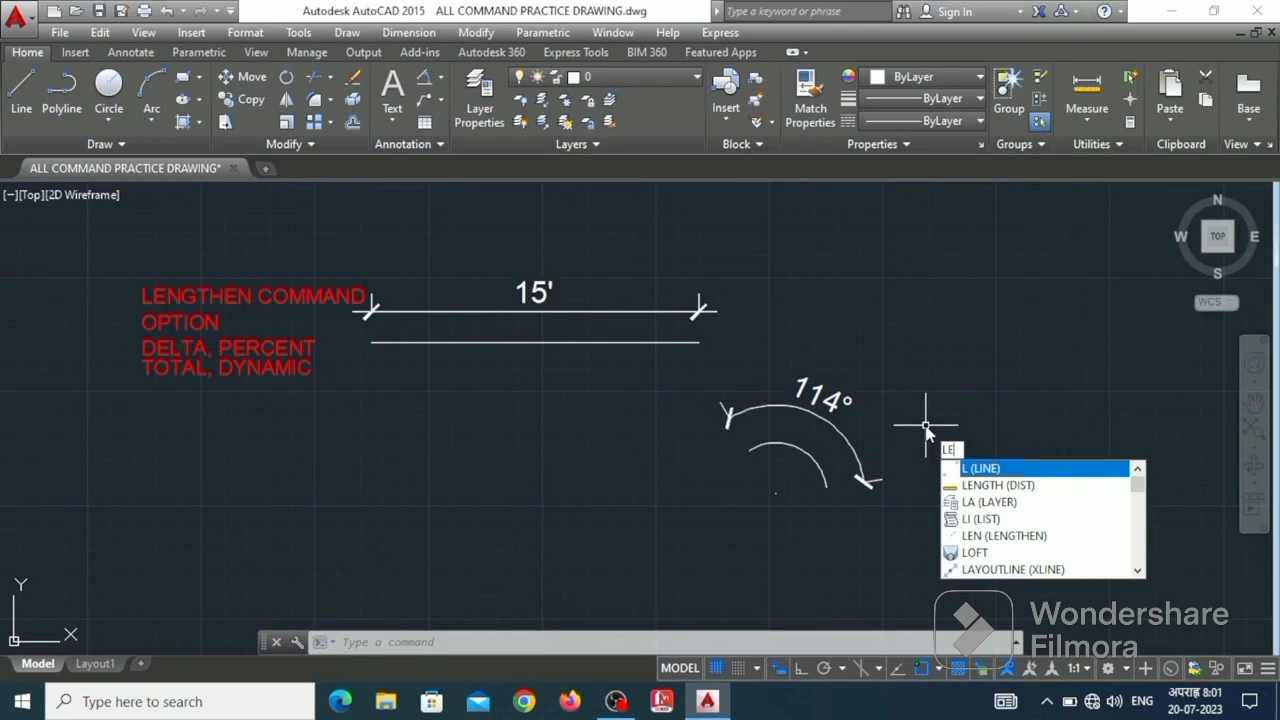 Autodesk AutoCAD 2015 ALL COMMAND PRACTICE DRAWING.dwg
Type a keyword or phrase
Sign In
File Edit View Insert Format Tools Draw Dimension Modify Parametric Window Help Express
Home Insert Annotate Parametric View Manage Output Add-ins Autodesk 360 Express Tools BIM 360 Featured Apps
Line Polyline Circle Arc
Move
Copy
Text
Layer Properties
0
Insert
Match Properties
ByLayer
ByLayer
ByLayer
Group
Measure
Paste
Base
Draw Modify Annotation Layers Block Properties Groups Utilities Clipboard View
ALL COMMAND PRACTICE DRAWING*
[−][Top][2D Wireframe]
N
W TOP E
S
WCS
15'
LENGTHEN COMMAND
OPTION
DELTA, PERCENT
TOTAL, DYNAMIC
114°
LE
L (LINE)
LENGTH (DIST)
LA (LAYER)
LI (LIST)
LEN (LENGTHEN)
LOFT
LAYOUTLINE (XLINE)
Y
X
Type a command
Wondershare
Filmora
Model Layout1
MODEL
1:1
Type here to search
ENG
अपराह्न 8:01
20-07-2023